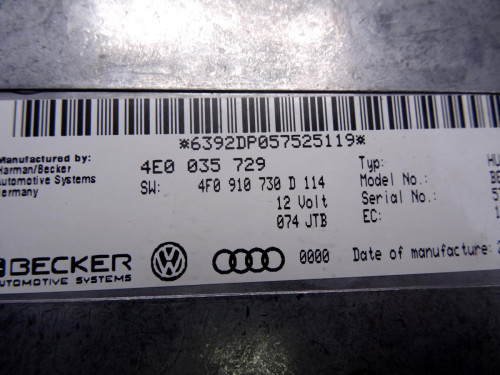 *6392DP057525119*
Manufactured by:
Harman/Becker
Automotive Systems
Germany
4E0 035 729
SW: 4F0 910 730 D 114
12 Volt
074 JTB
Typ:
Model No.:
Serial No.:
EC:
BECKER
AUTOMOTIVE SYSTEMS
0000 Date of manufacture: